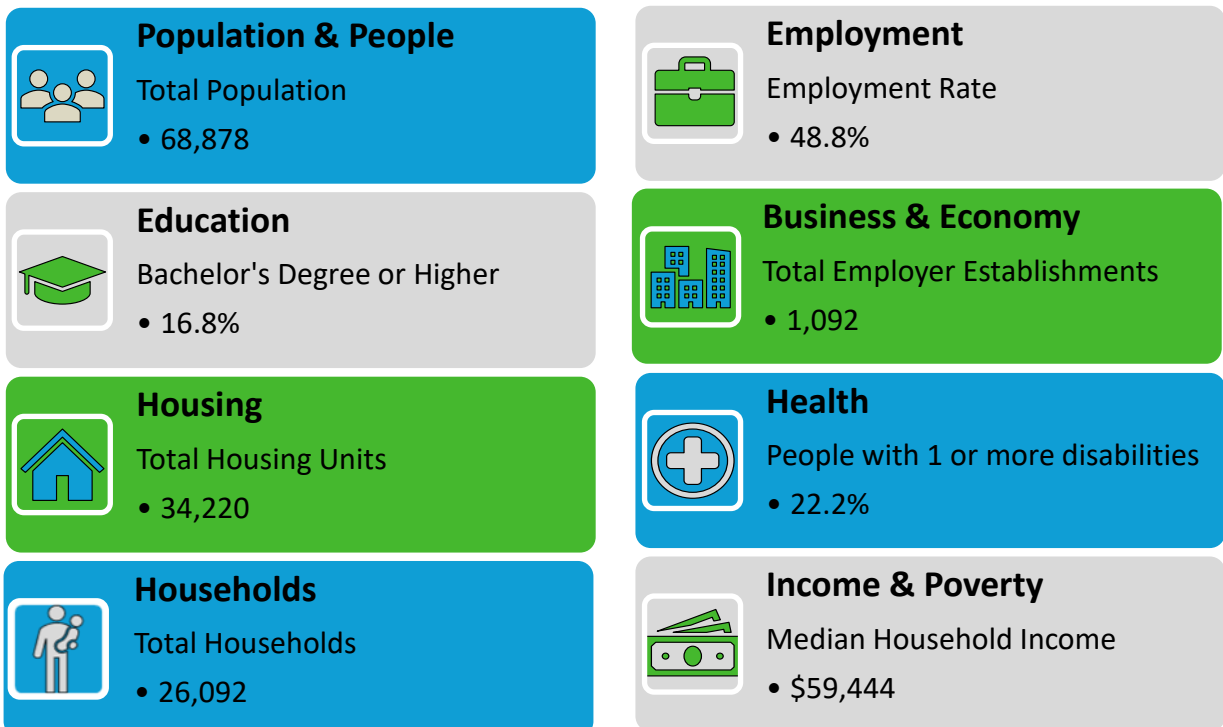 Population & People
Total Population
• 68,878
Employment
Employment Rate
• 48.8%
Education
Bachelor's Degree or Higher
• 16.8%
Business & Economy
Total Employer Establishments
• 1,092
Housing
Total Housing Units
• 34,220
Health
People with 1 or more disabilities
• 22.2%
Households
Total Households
• 26,092
Income & Poverty
Median Household Income
• $59,444